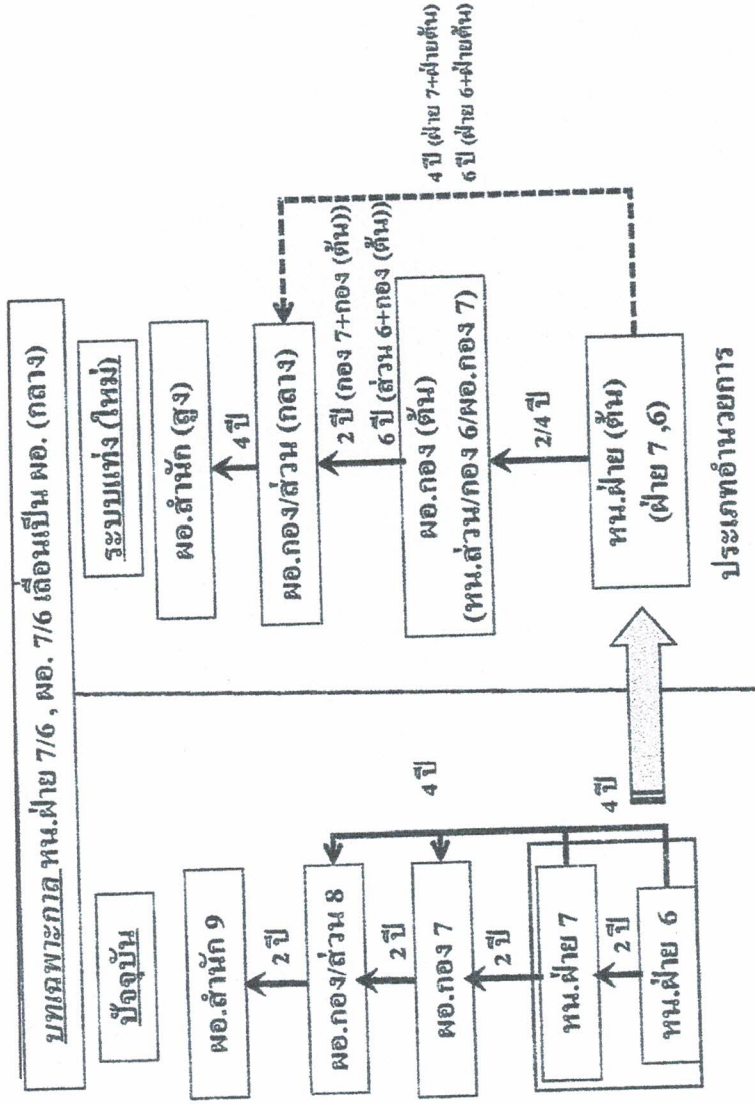 บทเฉพาะกาล ทน.ฝ่าย 7/6 , ผอ. 7/6 เลื่อนเป็น ผอ. (กลาง)
ปัจจุบัน
ผอ.สำนัก 9
2 ปี
ผอ.กอง/ส่วน 8
2 ปี
ผอ.กอง 7
2 ปี
ทน.ฝ่าย 7
2 ปี
ทน.ฝ่าย 6
4 ปี
4 ปี
ระบบแท่ง (ใหม่)
ผอ.สำนัก (สูง)
4 ปี
ผอ.กอง/ส่วน (กลาง)
2 ปี (กอง 7+กอง (ต้น))
6 ปี (ส่วน 6+กอง (ต้น))
ผอ.กอง (ต้น)
(ทน.ส่วน/กอง 6/ผอ.กอง 7)
2/4 ปี
ทน.ฝ่าย (ต้น)
(ฝ่าย 7 ,6)
ประเภทอำนวยการ
4 ปี (ฝ่าย 7+ฝ่ายต้น)
6 ปี (ฝ่าย 6+ฝ่ายต้น)